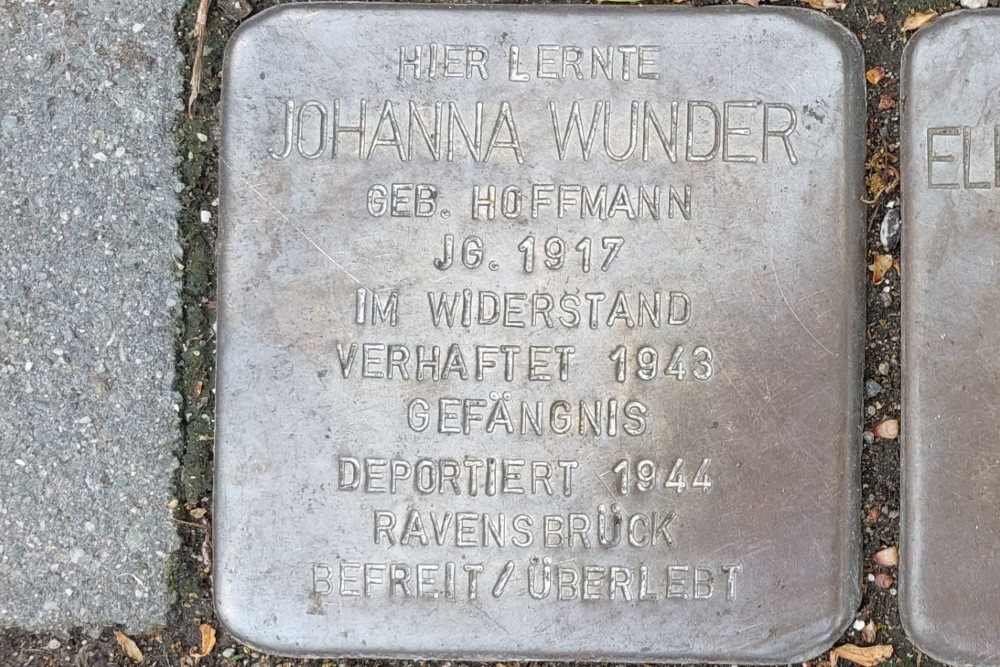 HIER LERNTE
JOHANNA WUNDER
GEB. HOFFMANN
JG. 1917
IM WIDERSTAND
VERHAFTET 1943
GEFÄNGNIS
DEPORTIERT 1944
RAVENSBRÜCK
BEFREIT/ÜBERLEBT